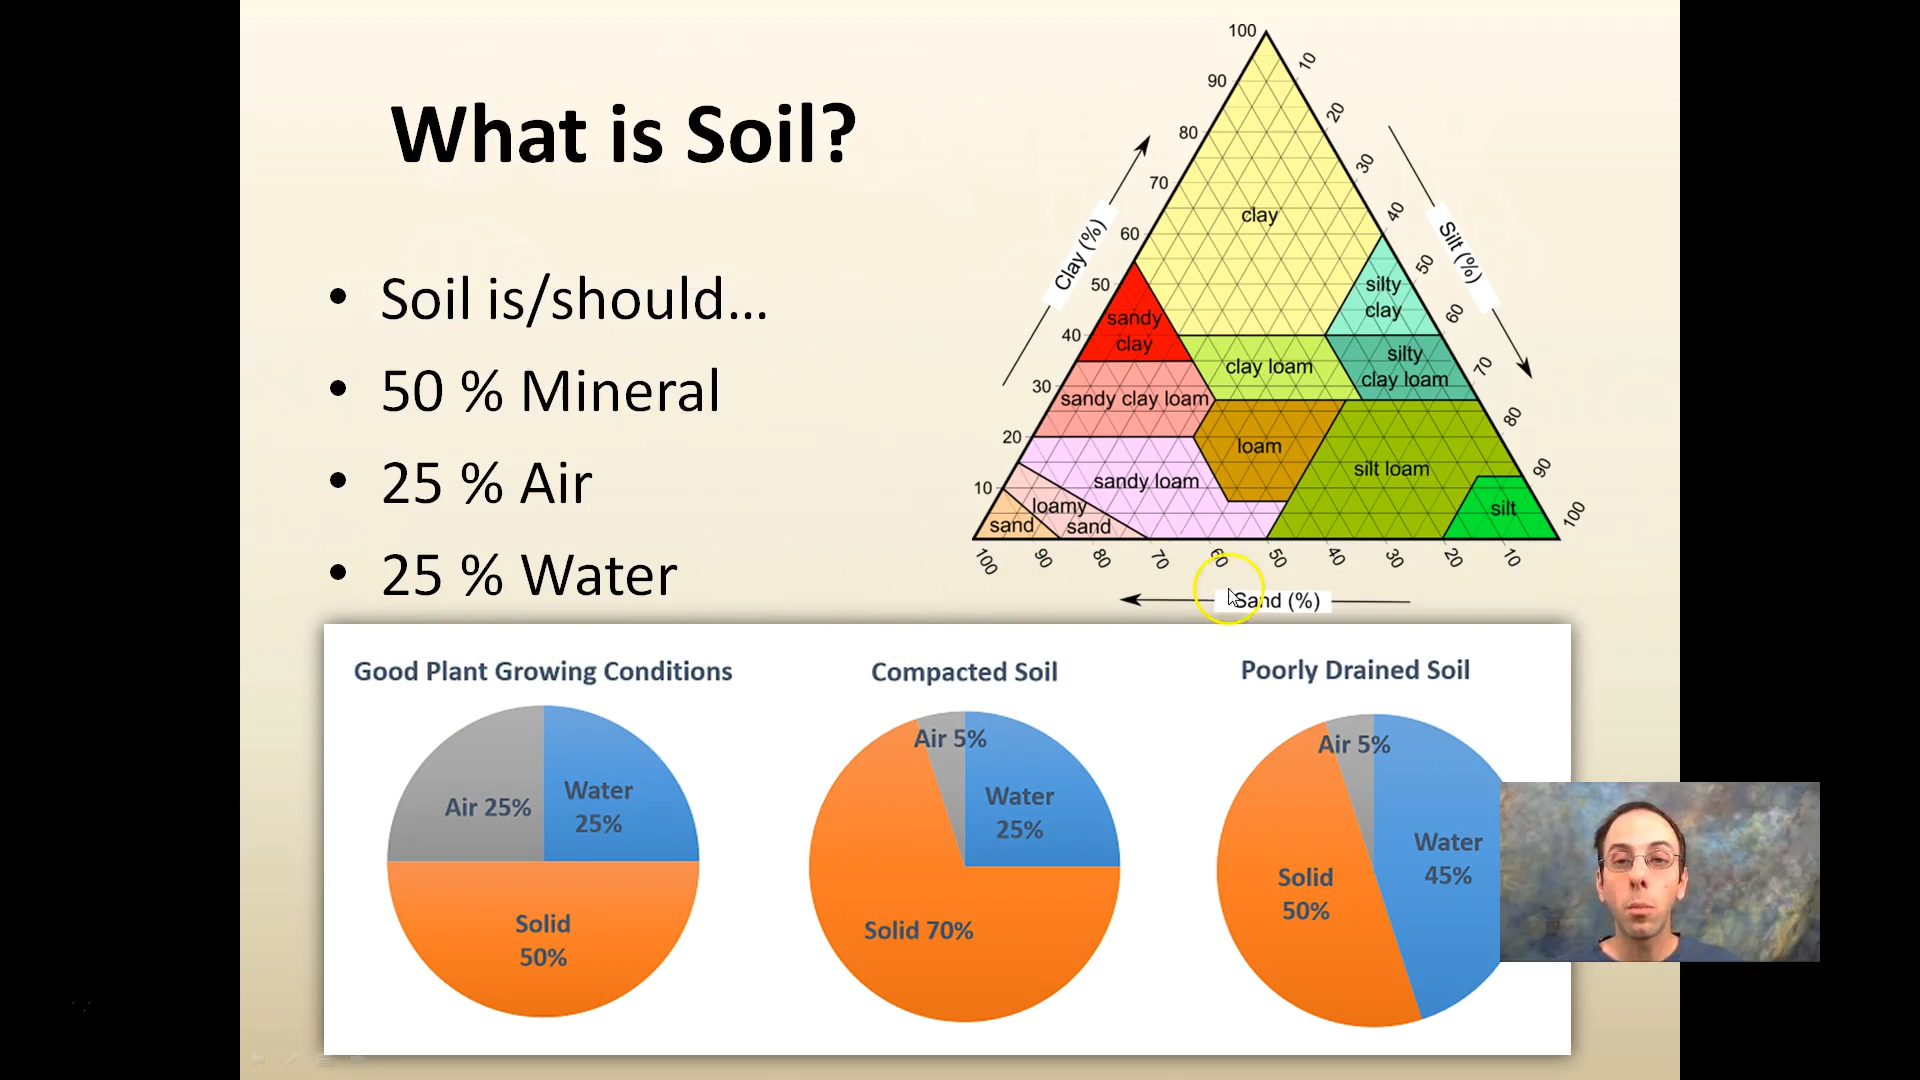 What is Soil?
• Soil is/should...
• 50 % Mineral
• 25 % Air
• 25 % Water
100
90
80
70
60
50
40
30
20
10
Clay (%)
10
20
30
40
50
60
70
80
90
100
Silt (%)
100
90
80
70
60
50
40
30
20
10
Sand (%)
clay
silty
clay
sandy
clay
clay loam
silty
clay loam
sandy clay loam
loam
silt loam
sandy loam
silt
loamy
sand
sand
Good Plant Growing Conditions
Air 25%
Water
25%
Solid
50%
Compacted Soil
Air 5%
Water
25%
Solid 70%
Poorly Drained Soil
Air 5%
Water
45%
Solid
50%